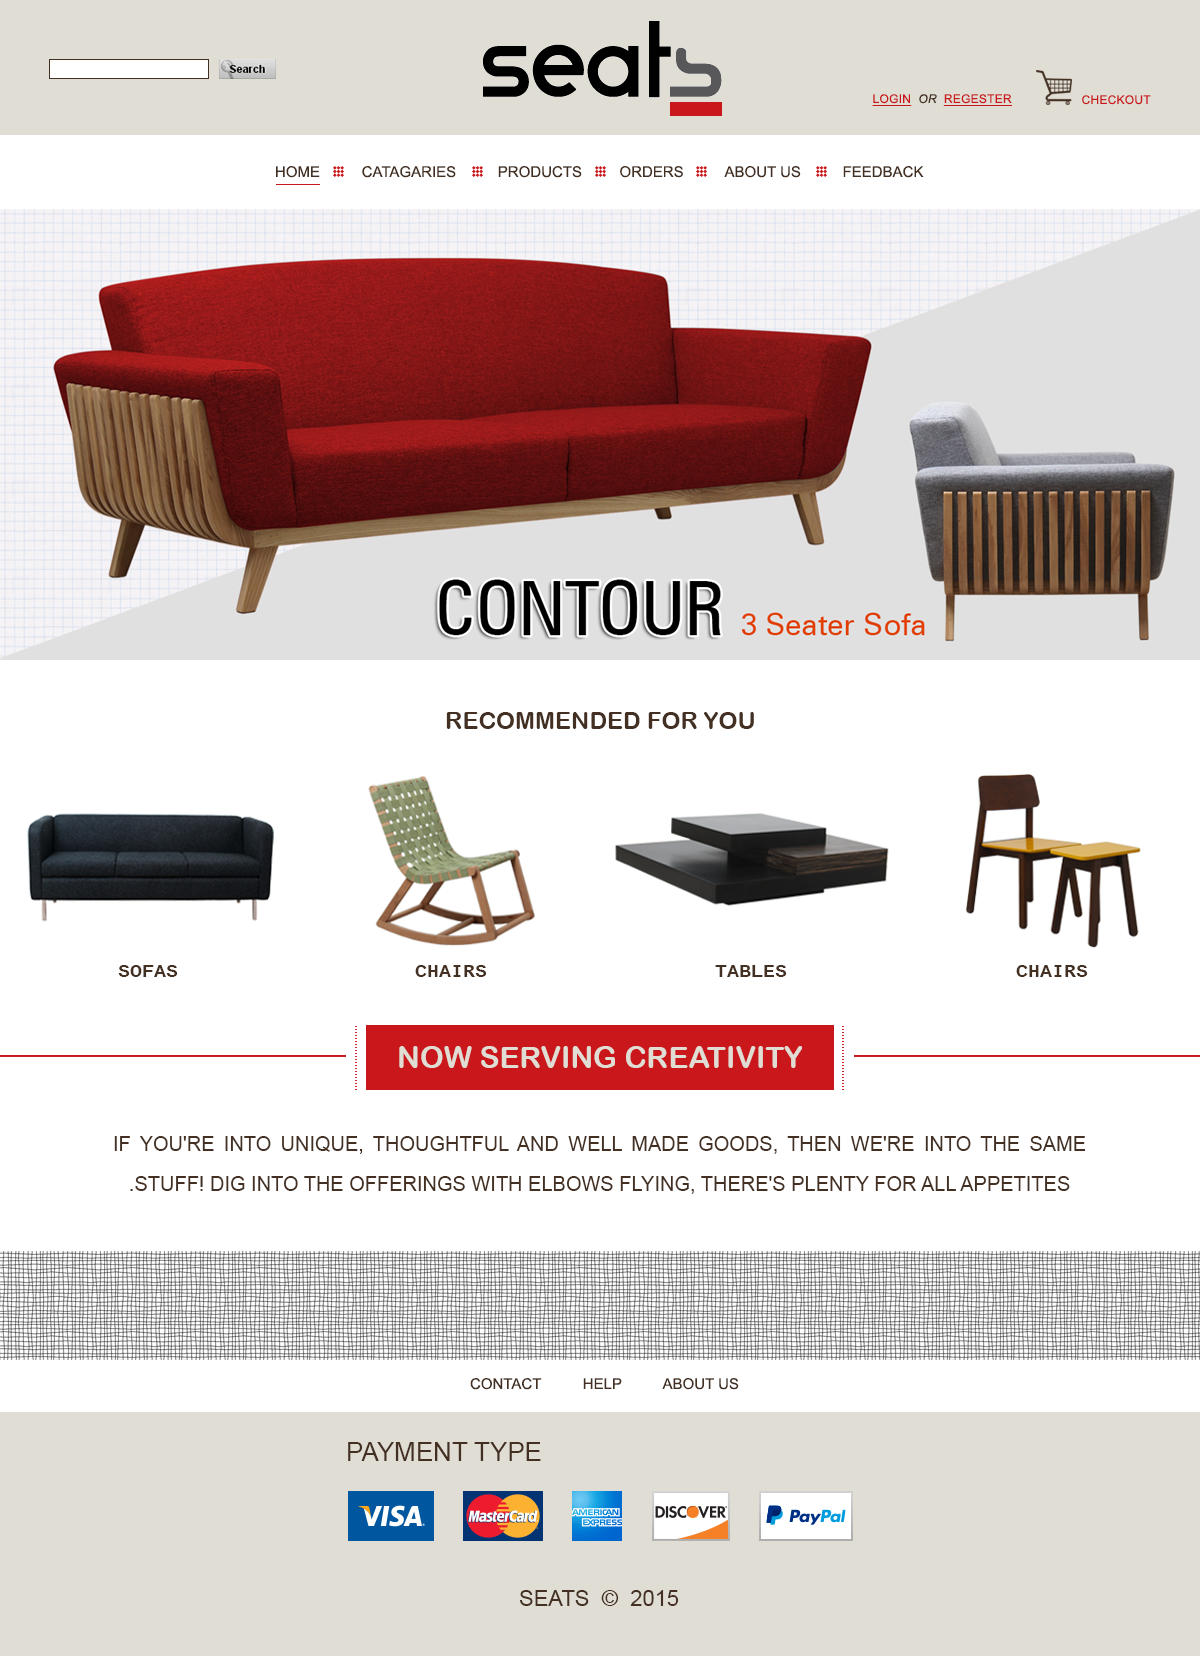 Search
seats
LOGIN OR REGESTER
CHECKOUT
HOME CATAGARIES PRODUCTS ORDERS ABOUT US FEEDBACK
CONTOUR 3 Seater Sofa
RECOMMENDED FOR YOU
SOFAS CHAIRS TABLES CHAIRS
NOW SERVING CREATIVITY
IF YOU'RE INTO UNIQUE, THOUGHTFUL AND WELL MADE GOODS, THEN WE'RE INTO THE SAME
.STUFF! DIG INTO THE OFFERINGS WITH ELBOWS FLYING, THERE'S PLENTY FOR ALL APPETITES
CONTACT HELP ABOUT US
PAYMENT TYPE
VISA MasterCard AMERICAN EXPRESS DISCOVER PayPal
SEATS © 2015